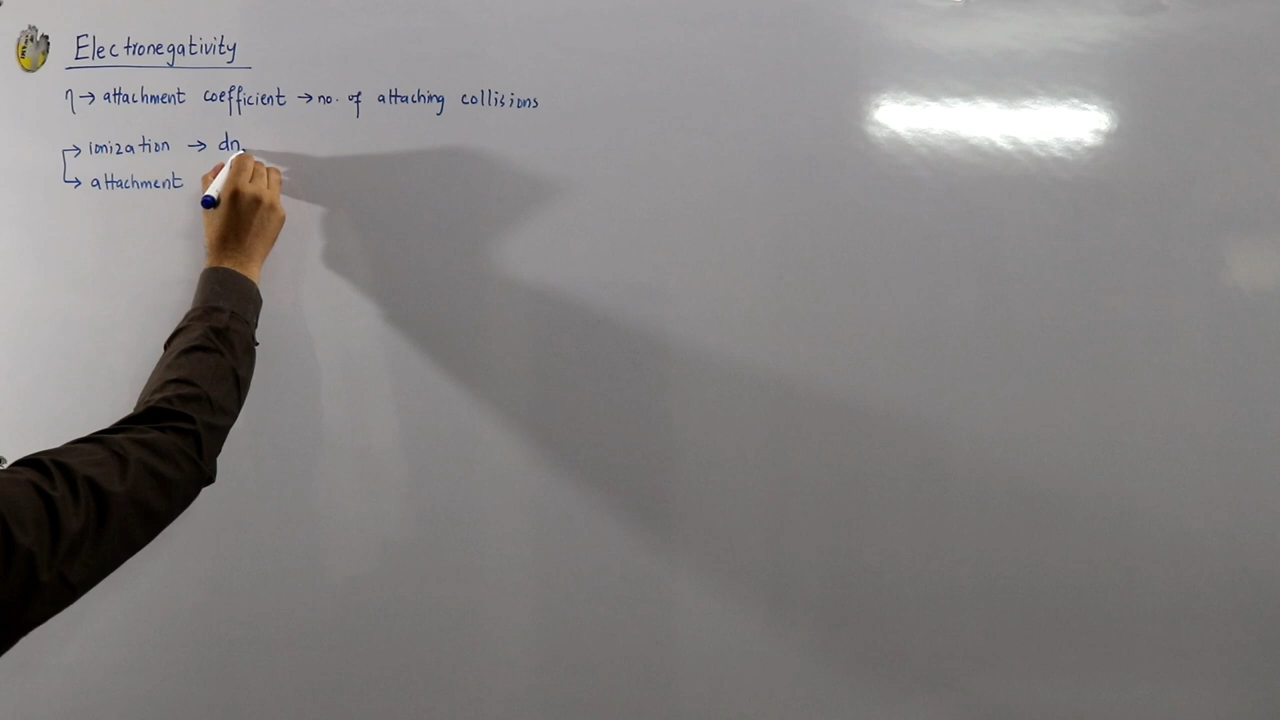 Electronegativity
η → attachment coefficient → no. of attaching collisions
ionization → dn
attachment